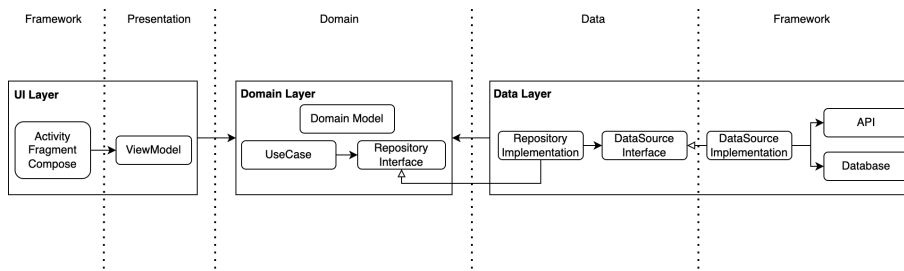 Framework
Presentation
Domain
Data
Framework
UI Layer
Activity
Fragment
Compose
ViewModel
Domain Layer
Domain Model
UseCase
Repository
Interface
Data Layer
Repository
Implementation
DataSource
Interface
DataSource
Implementation
API
Database